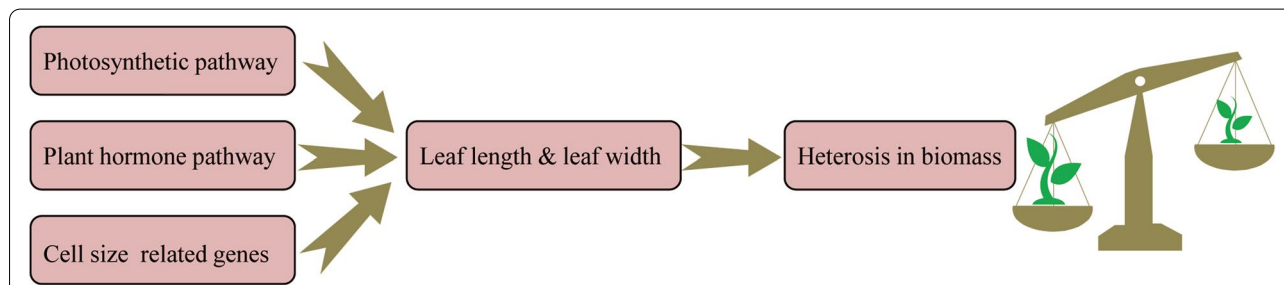 Photosynthetic pathway
Plant hormone pathway
Cell size related genes
Leaf length & leaf width
Heterosis in biomass